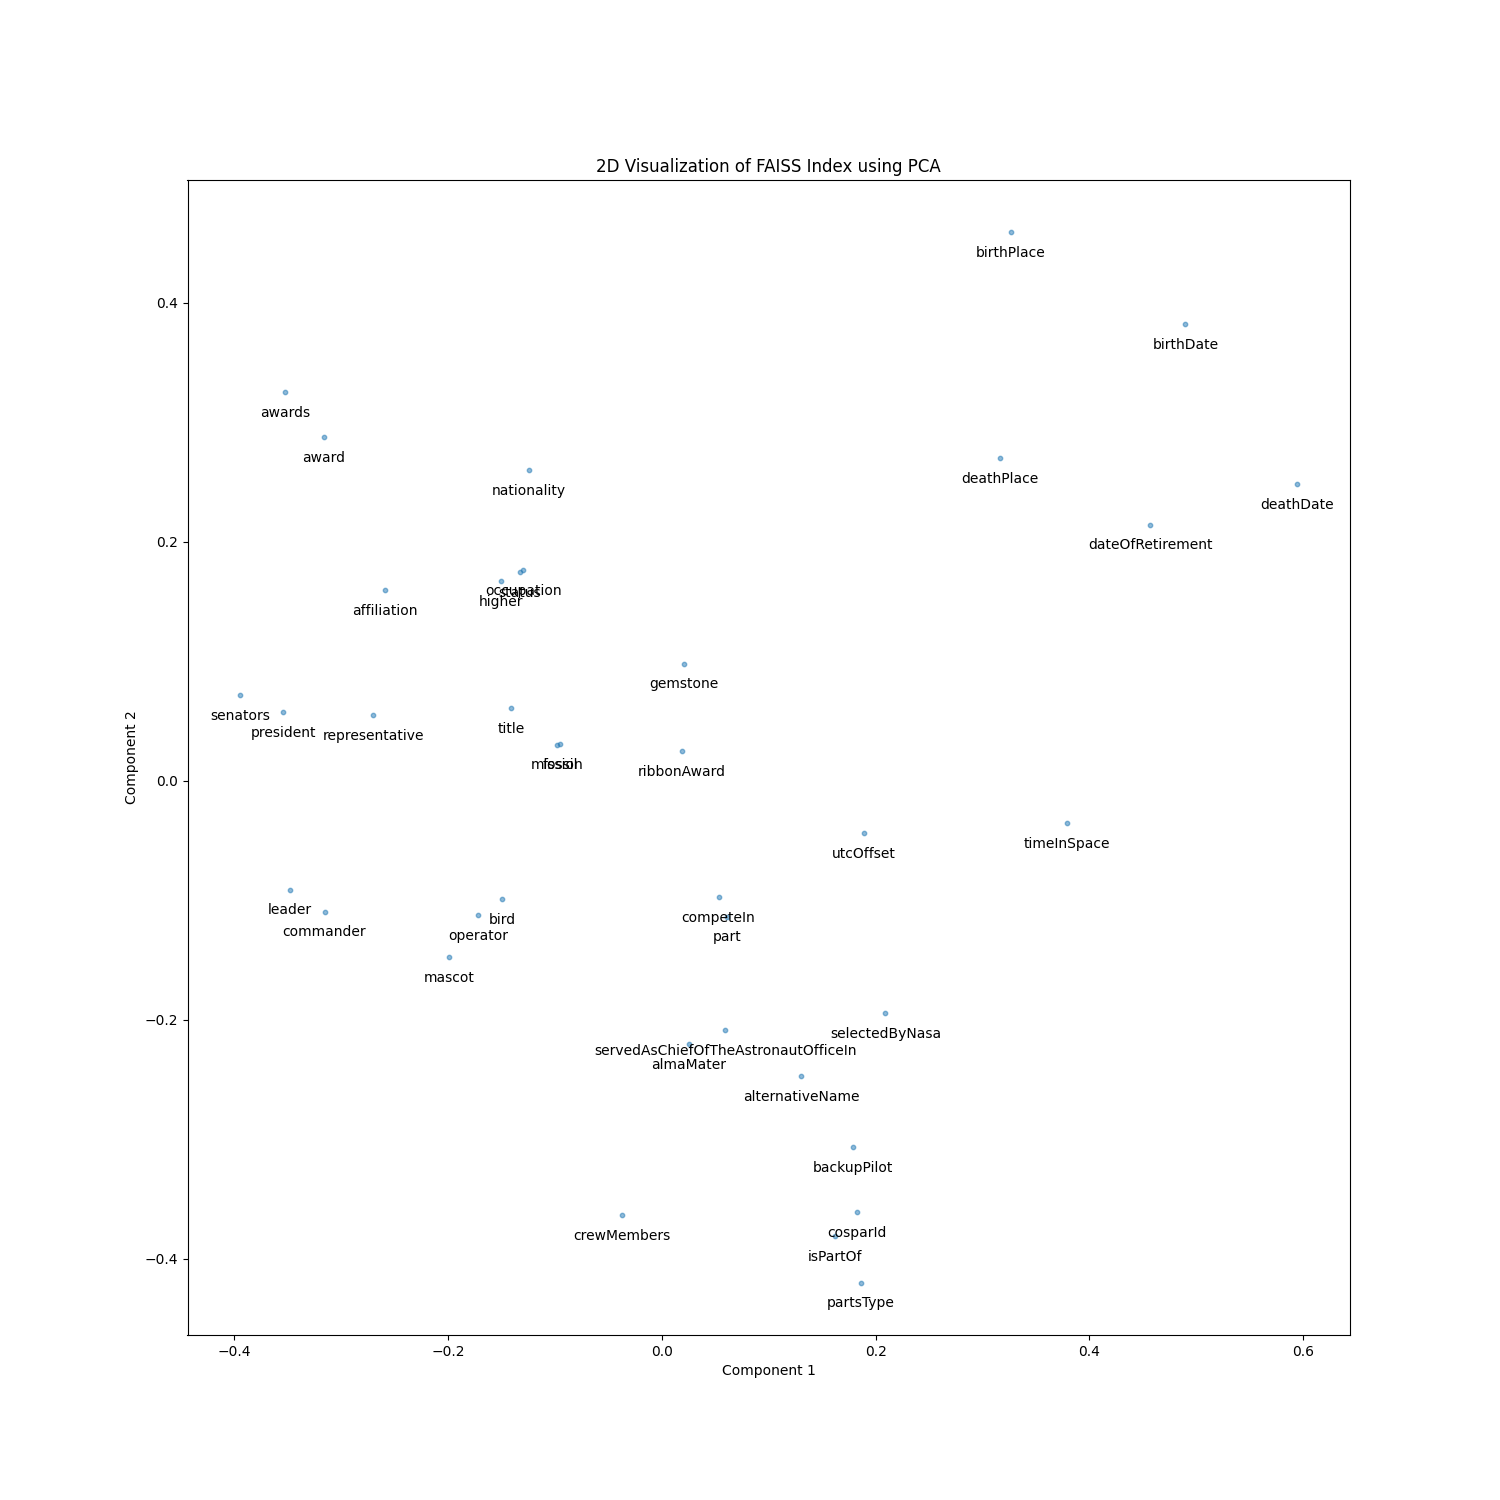 2D Visualization of FAISS Index using PCA
birthPlace
0.4
birthDate
awards
award
nationality
deathPlace
deathDate
0.2
dateOfRetirement
occupation
status
higher
affiliation
gemstone
senators
president
representative
title
mission
fossil
ribbonAward
Component 2
0.0
timeInSpace
utcOffset
leader
commander
bird
operator
competeIn
part
mascot
−0.2
selectedByNasa
servedAsChiefOfTheAstronautOfficeIn
almaMater
alternativeName
backupPilot
crewMembers
cosparId
−0.4
isPartOf
partsType
−0.4 −0.2 0.0 0.2 0.4 0.6
Component 1